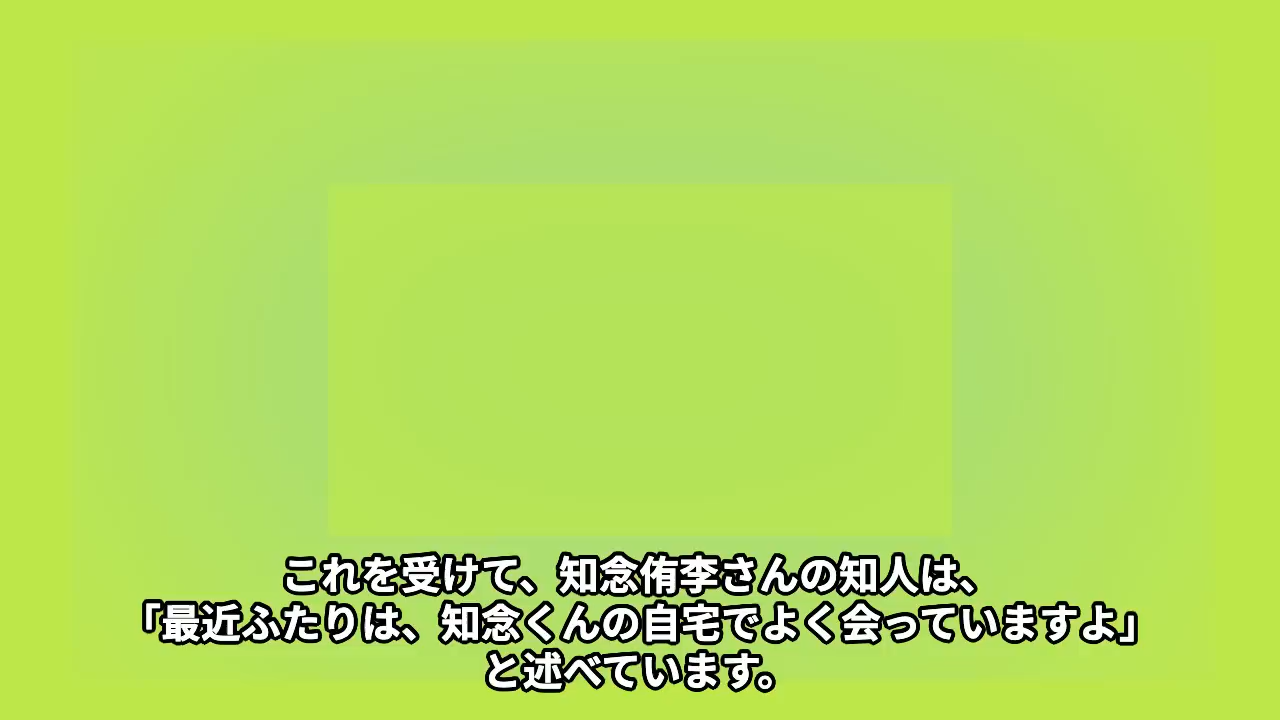 これを受けて、知念侑李さんの知人は、
「最近ふたりは、知念くんの自宅でよく会っていますよ」
と述べています。